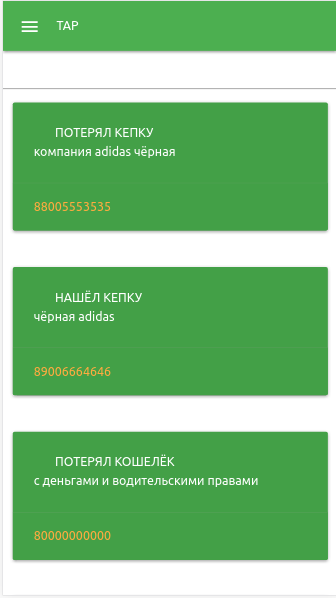 TAP
ПОТЕРЯЛ КЕПКУ
компания adidas чёрная
88005553535
НАШЁЛ КЕПКУ
чёрная adidas
89006664646
ПОТЕРЯЛ КОШЕЛЁК
с деньгами и водительскими правами
80000000000